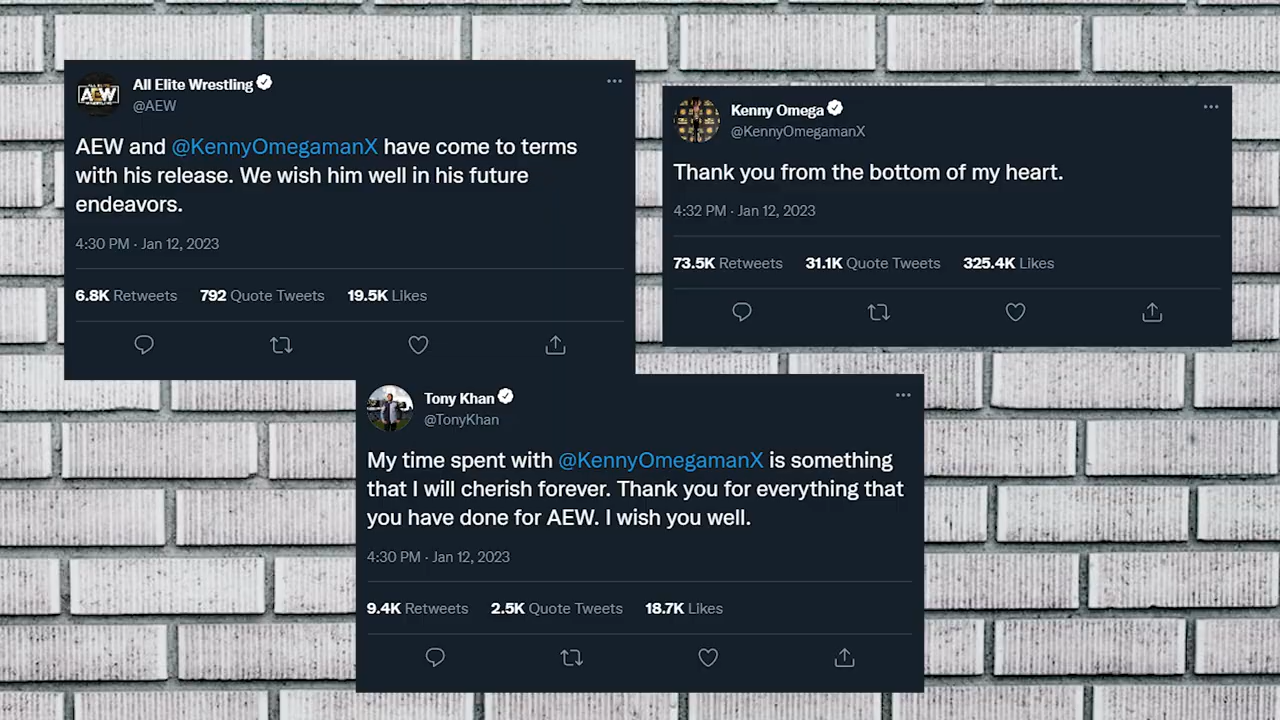 All Elite Wrestling
@AEW
AEW and @KennyOmegamanX have come to terms
with his release. We wish him well in his future
endeavors.
4:30 PM · Jan 12, 2023
6.8K Retweets 792 Quote Tweets 19.5K Likes
Kenny Omega
@KennyOmegamanX
Thank you from the bottom of my heart.
4:32 PM · Jan 12, 2023
73.5K Retweets 31.1K Quote Tweets 325.4K Likes
Tony Khan
@TonyKhan
My time spent with @KennyOmegamanX is something
that I will cherish forever. Thank you for everything that
you have done for AEW. I wish you well.
4:30 PM · Jan 12, 2023
9.4K Retweets 2.5K Quote Tweets 18.7K Likes